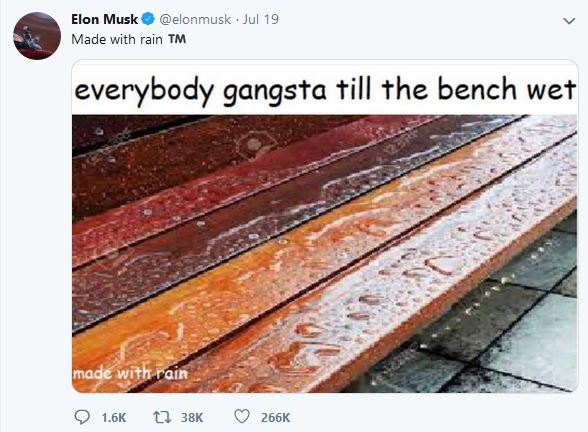 Elon Musk @elonmusk · Jul 19
Made with rain TM
everybody gangsta till the bench wet
made with rain
1.6K 38K 266K